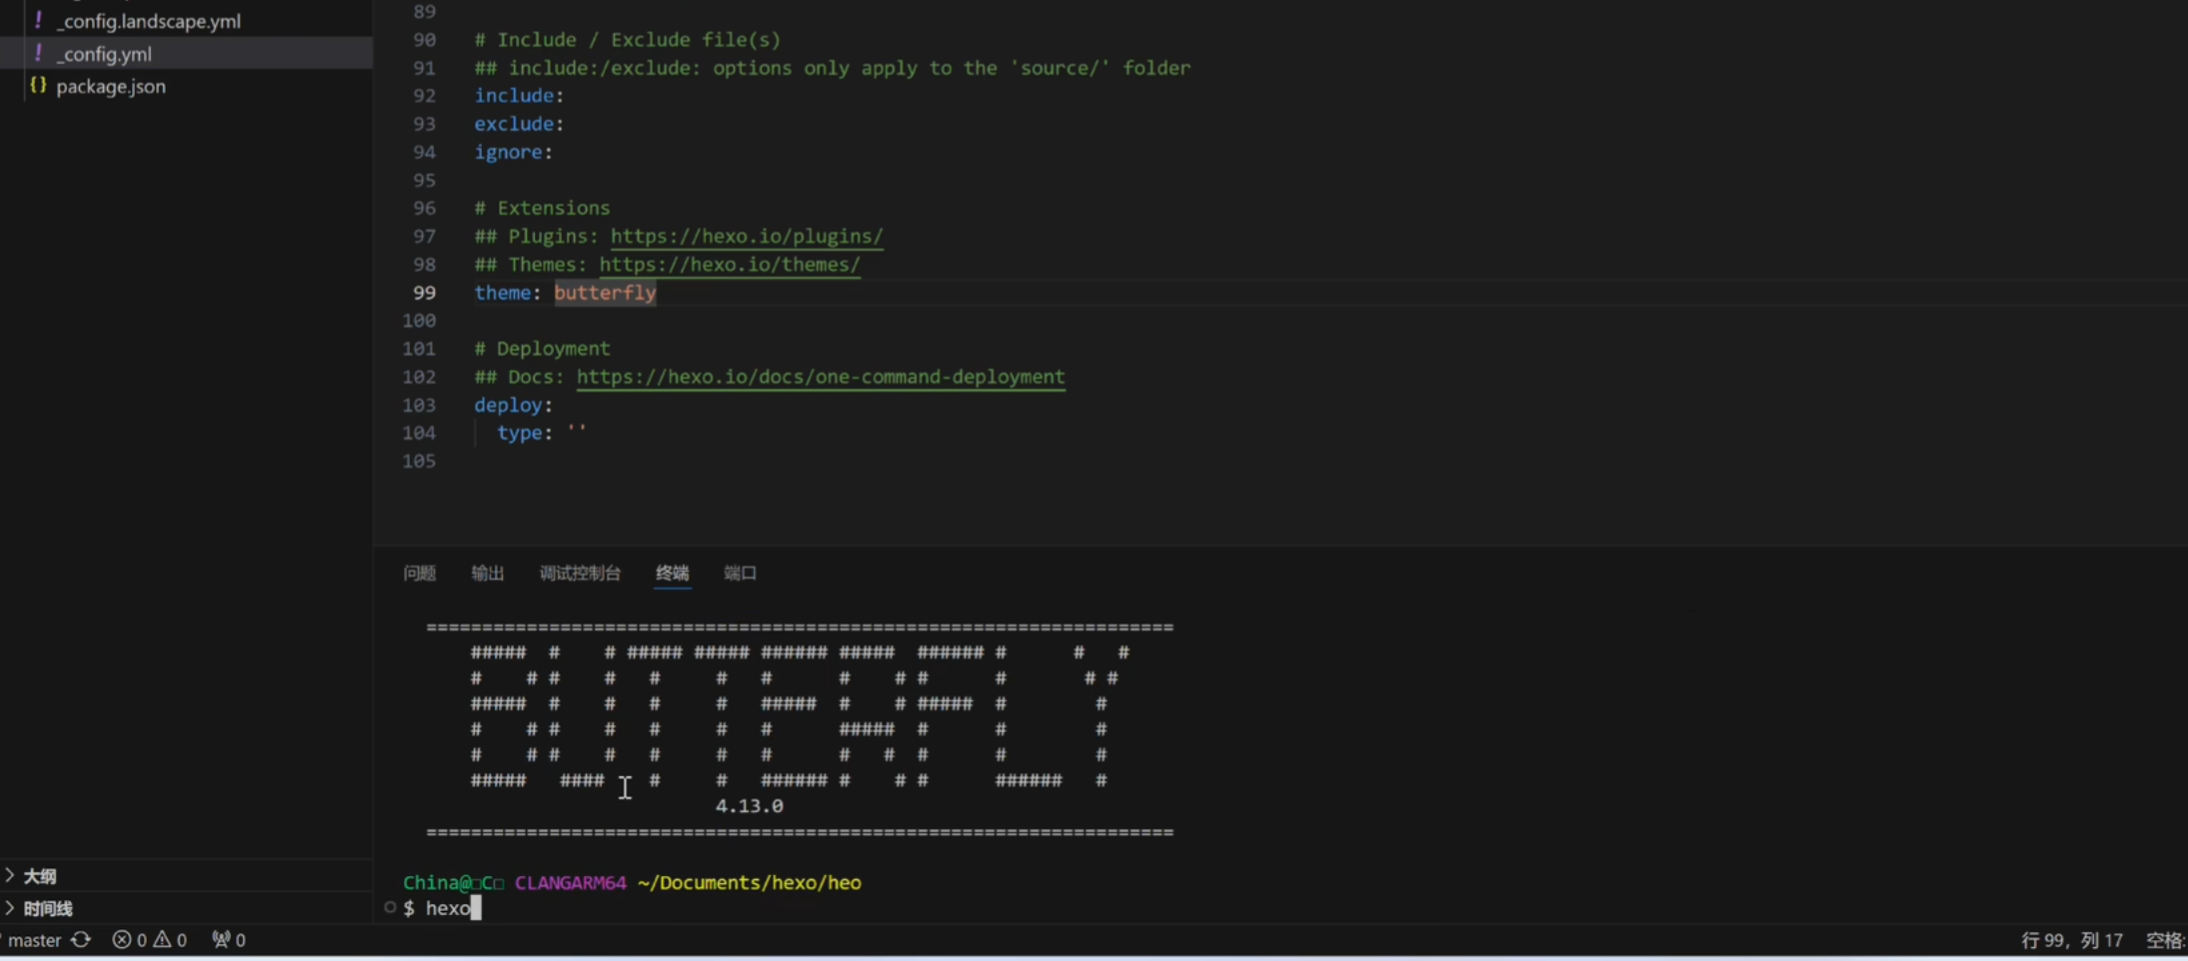 _config.landscape.yml
_config.yml
package.json
89
90 # Include / Exclude file(s)
91 ## include:/exclude: options only apply to the 'source/' folder
92 include:
93 exclude:
94 ignore:
95
96 # Extensions
97 ## Plugins: https://hexo.io/plugins/
98 ## Themes: https://hexo.io/themes/
99 theme: butterfly
100
101 # Deployment
102 ## Docs: https://hexo.io/docs/one-command-deployment
103 deploy:
104 type: ''
105
问题 输出 调试控制台 终端 端口
===================================================================
##### # # ##### ##### ###### ##### ###### # # #
# # # # # # # # # # # # #
##### # # # # ##### # # ##### # #
# # # # # # # ##### # # #
# # # # # # # # # # # #
##### #### # # ###### # # # ###### #
4.13.0
===================================================================
China@□C□ CLANGARM64 ~/Documents/hexo/heo
$ hexo
大纲
时间线
master 0 0 0
行 99，列 17 空格: